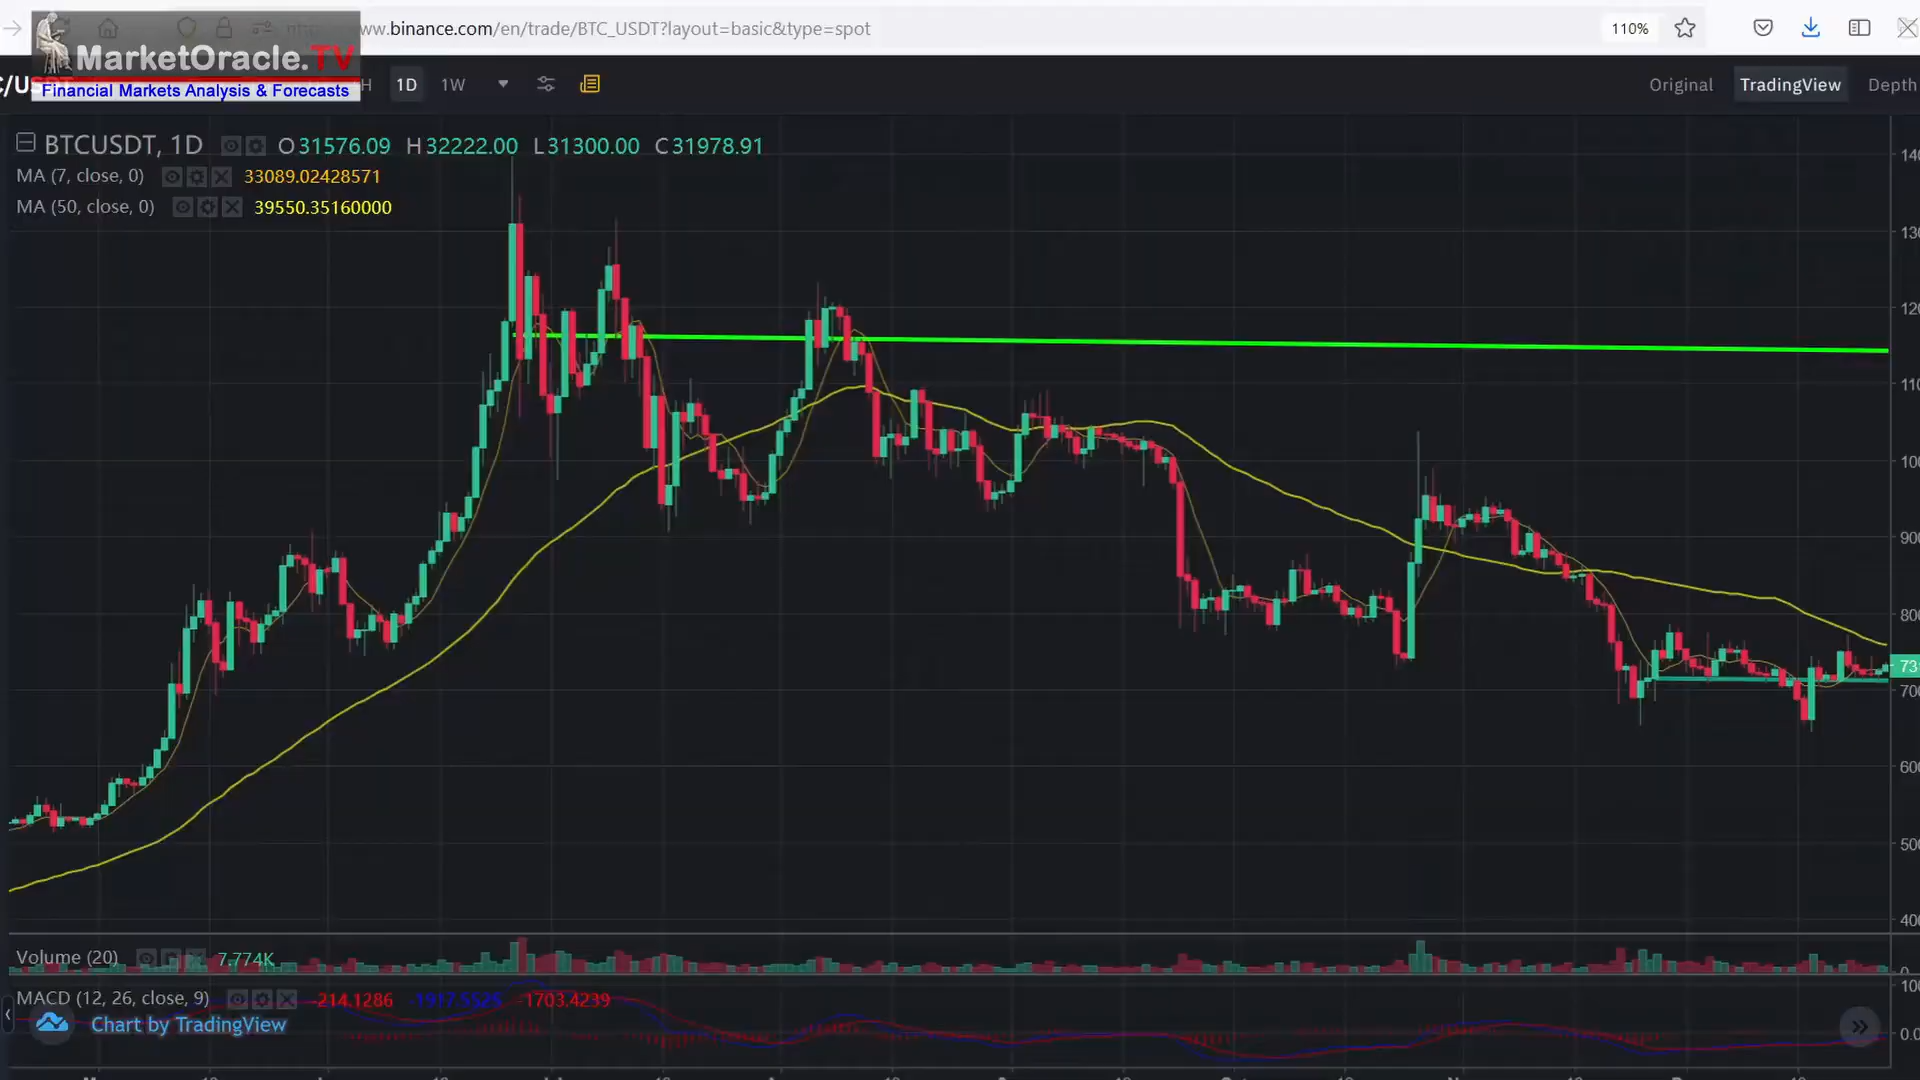 www.binance.com/en/trade/BTC_USDT?layout=basic&type=spot
110%
MarketOracle.TV
Financial Markets Analysis & Forecasts
1D
1W
Original
TradingView
Depth
BTCUSDT, 1D
O31576.09 H32222.00 L31300.00 C31978.91
MA (7, close, 0) 33089.02428571
MA (50, close, 0) 39550.35160000
Volume (20) 7.774K
MACD (12, 26, close, 9) -214.1286 -1917.5525 -1703.4239
Chart by TradingView